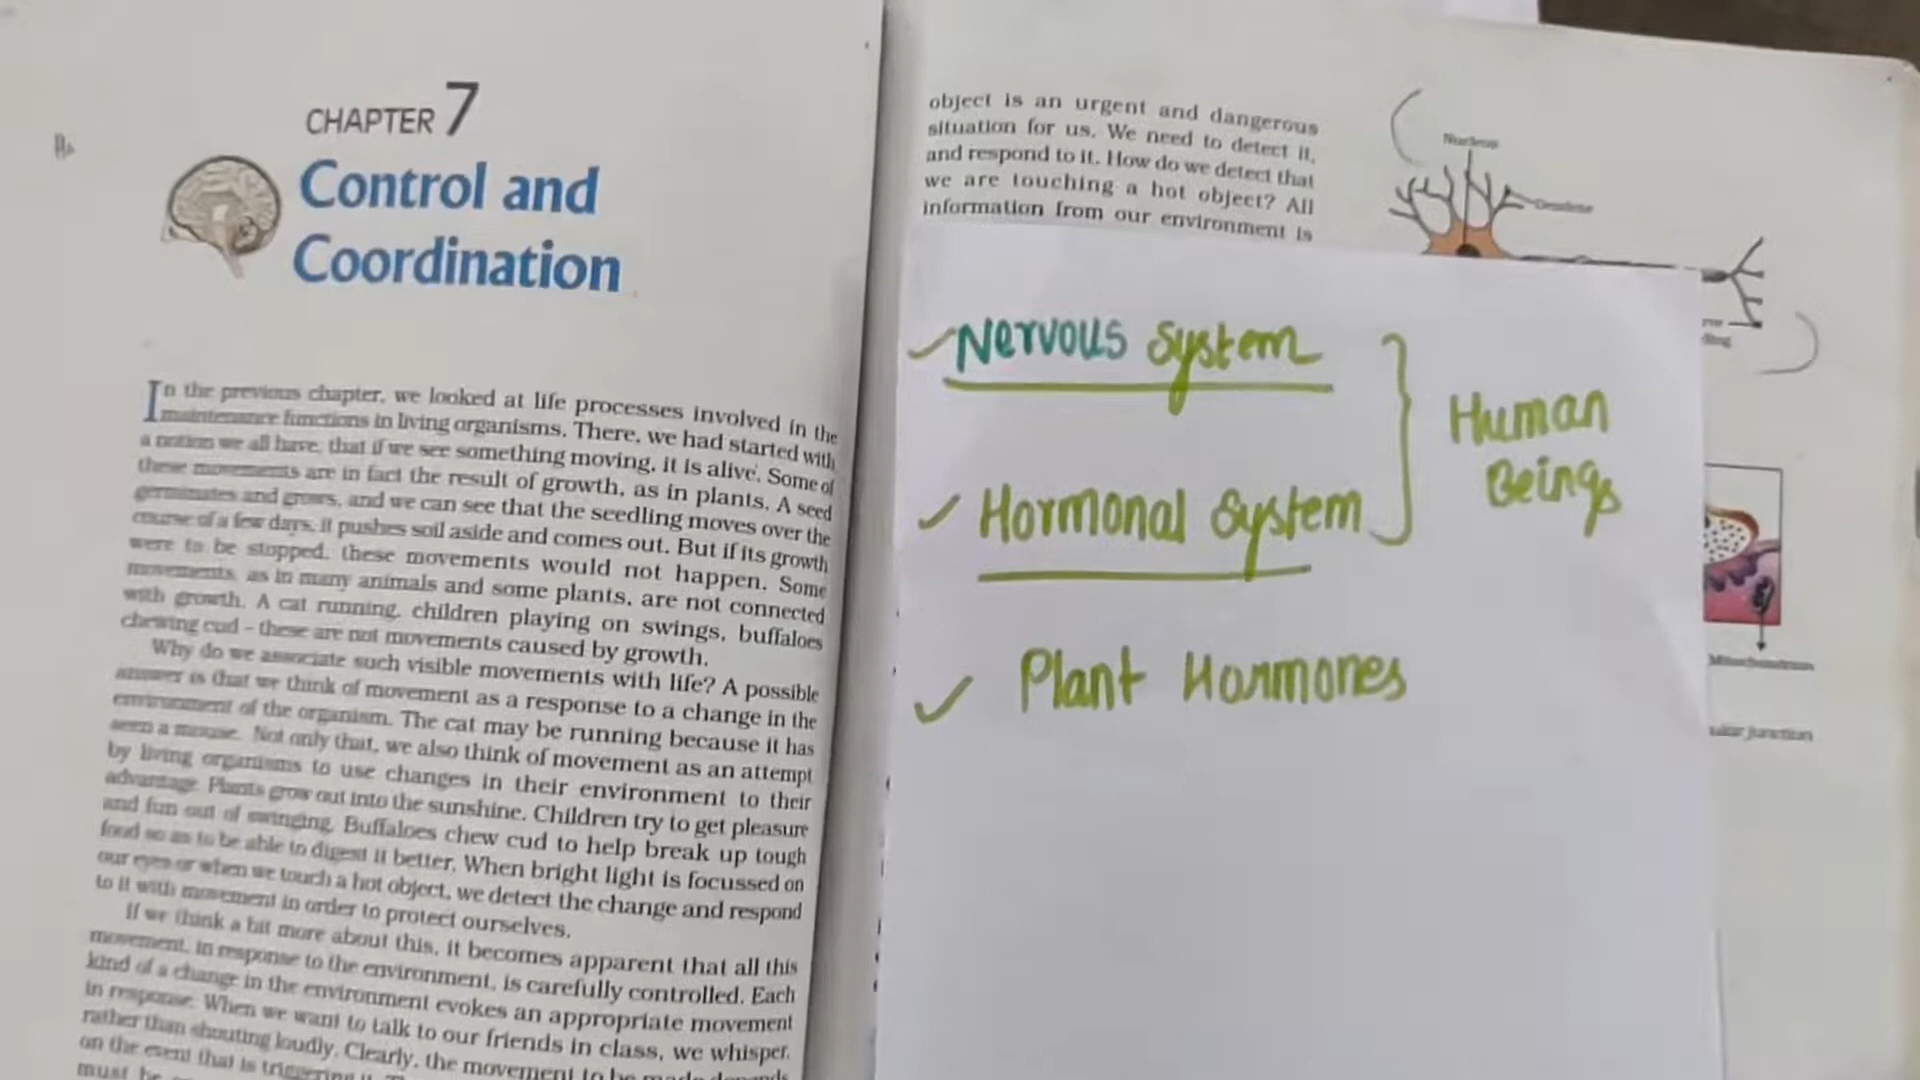 CHAPTER 7
Control and
Coordination
In the previous chapter, we looked at life processes involved in the
maintenance functions in living organisms. There, we had started with
a notion we all have, that if we see something moving, it is alive. Some of
these movements are in fact the result of growth, as in plants. A seed
germinates and grows, and we can see that the seedling moves over the
course of a few days, it pushes soil aside and comes out. But if its growth
were to be stopped, these movements would not happen. Some
movements, as in many animals and some plants, are not connected
with growth. A cat running, children playing on swings, buffaloes
chewing cud – these are not movements caused by growth.
Why do we associate such visible movements with life? A possible
answer is that we think of movement as a response to a change in the
environment of the organism. The cat may be running because it has
seen a mouse. Not only that, we also think of movement as an attempt
by living organisms to use changes in their environment to their
advantage. Plants grow out into the sunshine. Children try to get pleasure
and fun out of swinging. Buffaloes chew cud to help break up tough
food so as to be able to digest it better. When bright light is focussed on
our eyes or when we touch a hot object, we detect the change and respond
to it with movement in order to protect ourselves.
If we think a bit more about this, it becomes apparent that all this
movement, in response to the environment, is carefully controlled. Each
kind of a change in the environment evokes an appropriate movement
in response. When we want to talk to our friends in class, we whisper,
rather than shouting loudly. Clearly, the movement to be made depends
on the event that is triggering it.
must be
object is an urgent and dangerous
situation for us. We need to detect it,
and respond to it. How do we detect that
we are touching a hot object? All
information from our environment is
Nucleus
Dendrite
Nervous System
Hormonal System
Human
Beings
Plant Hormones
Mitochondrion
junction